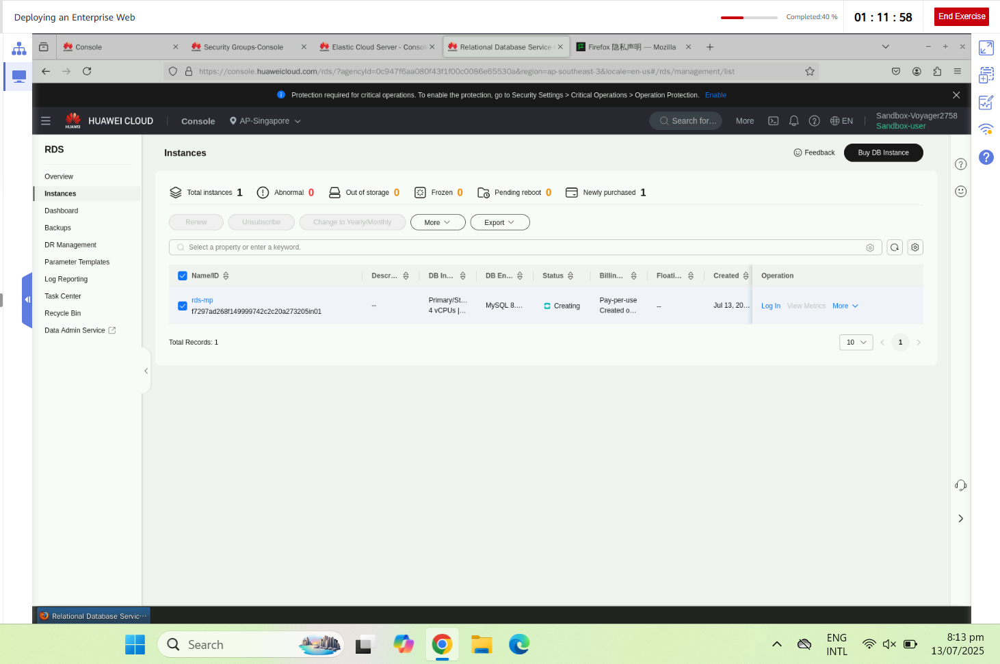 Deploying an Enterprise Web
Completed:40 %
01 : 11 : 58
End Exercise
Console
Security Groups-Console
Elastic Cloud Server - Conso
Relational Database Service-
Firefox 隐私声明 — Mozilla
https://console.huaweicloud.com/rds/?agencyId=0c947f6aa080f43f1f00c0086e65530a&region=ap-southeast-3&locale=en-us#/rds/management/list
Protection required for critical operations. To enable the protection, go to Security Settings > Critical Operations > Operation Protection. Enable
HUAWEI
HUAWEI CLOUD
Console
AP-Singapore
Search for...
More
EN
Sandbox-Voyager2758
Sandbox-user
RDS
Overview
Instances
Dashboard
Backups
DR Management
Parameter Templates
Log Reporting
Task Center
Recycle Bin
Data Admin Service
Instances
Feedback
Buy DB Instance
Total instances 1
Abnormal 0
Out of storage 0
Frozen 0
Pending reboot 0
Newly purchased 1
Renew
Unsubscribe
Change to Yearly/Monthly
More
Export
Select a property or enter a keyword.
Name/ID
Descr...
DB In...
DB En...
Status
Billin...
Floati...
Created
Operation
rds-mp
f7297ad268f149999742c2c20a273205in01
--
Primary/St...
4 vCPUs |...
MySQL 8....
Creating
Pay-per-use
Created o...
--
Jul 13, 20...
Log In
View Metrics
More
Total Records: 1
10
1
Relational Database Servic...
Search
ENG
INTL
8:13 pm
13/07/2025